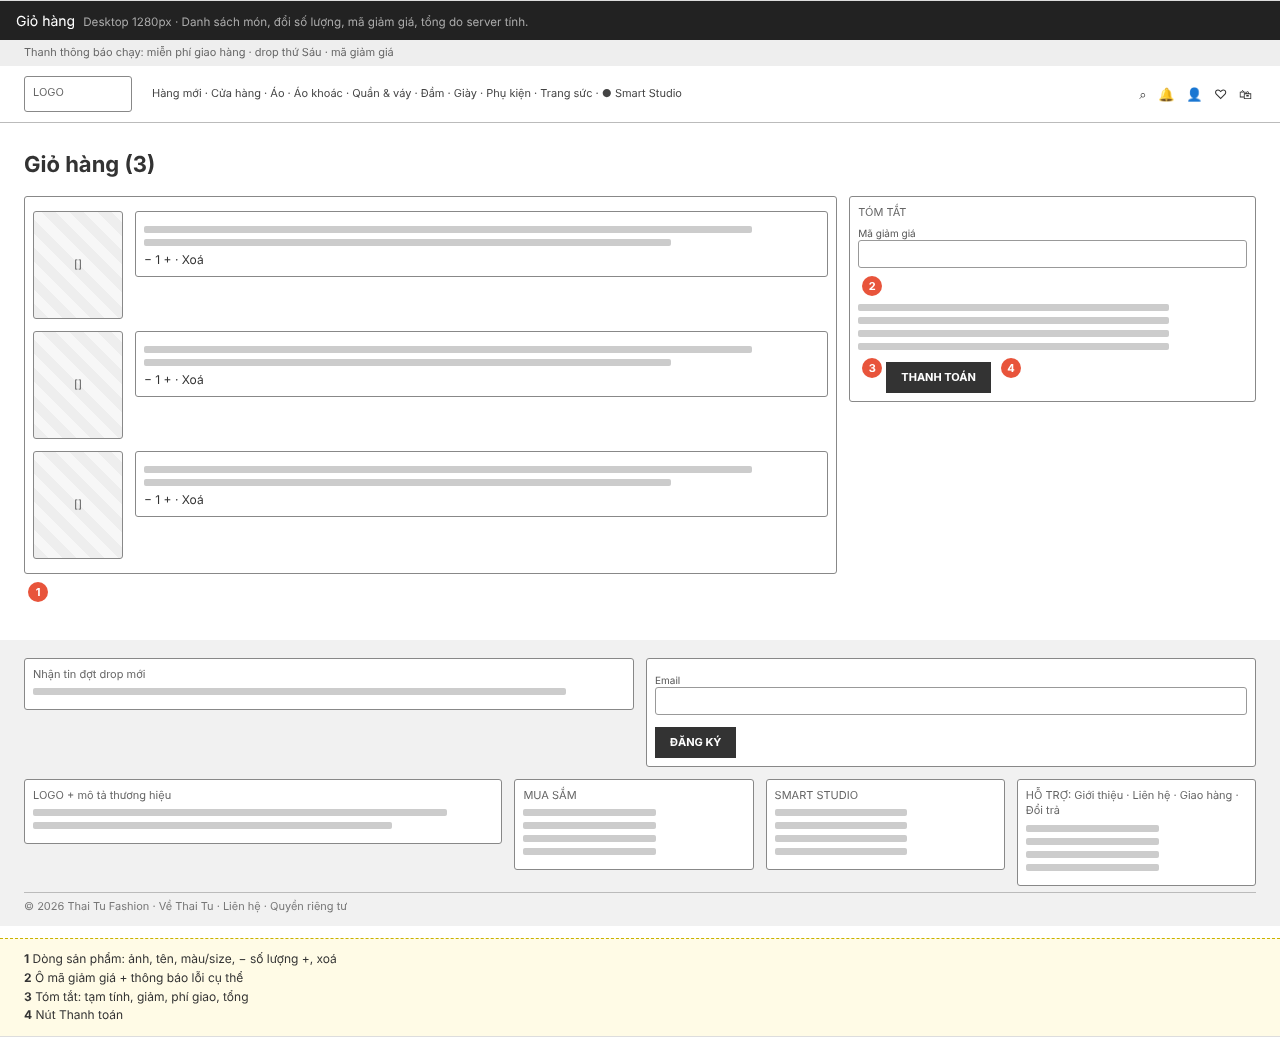 Giỏ hàng Desktop 1280px · Danh sách món, đổi số lượng, mã giảm giá, tổng do server tính.
Thanh thông báo chạy: miễn phí giao hàng · drop thứ Sáu · mã giảm giá
LOGO
Hàng mới · Cửa hàng · Áo · Áo khoác · Quần & váy · Đầm · Giày · Phụ kiện · Trang sức · ● Smart Studio
Giỏ hàng (3)
[]
− 1 + · Xoá
[]
− 1 + · Xoá
[]
− 1 + · Xoá
1
TÓM TẮT
Mã giảm giá
2
3
THANH TOÁN
4
Nhận tin đợt drop mới
Email
ĐĂNG KÝ
LOGO + mô tả thương hiệu
MUA SẮM
SMART STUDIO
HỖ TRỢ: Giới thiệu · Liên hệ · Giao hàng ·
Đổi trả
© 2026 Thai Tu Fashion · Về Thai Tu · Liên hệ · Quyền riêng tư
1 Dòng sản phẩm: ảnh, tên, màu/size, − số lượng +, xoá
2 Ô mã giảm giá + thông báo lỗi cụ thể
3 Tóm tắt: tạm tính, giảm, phí giao, tổng
4 Nút Thanh toán